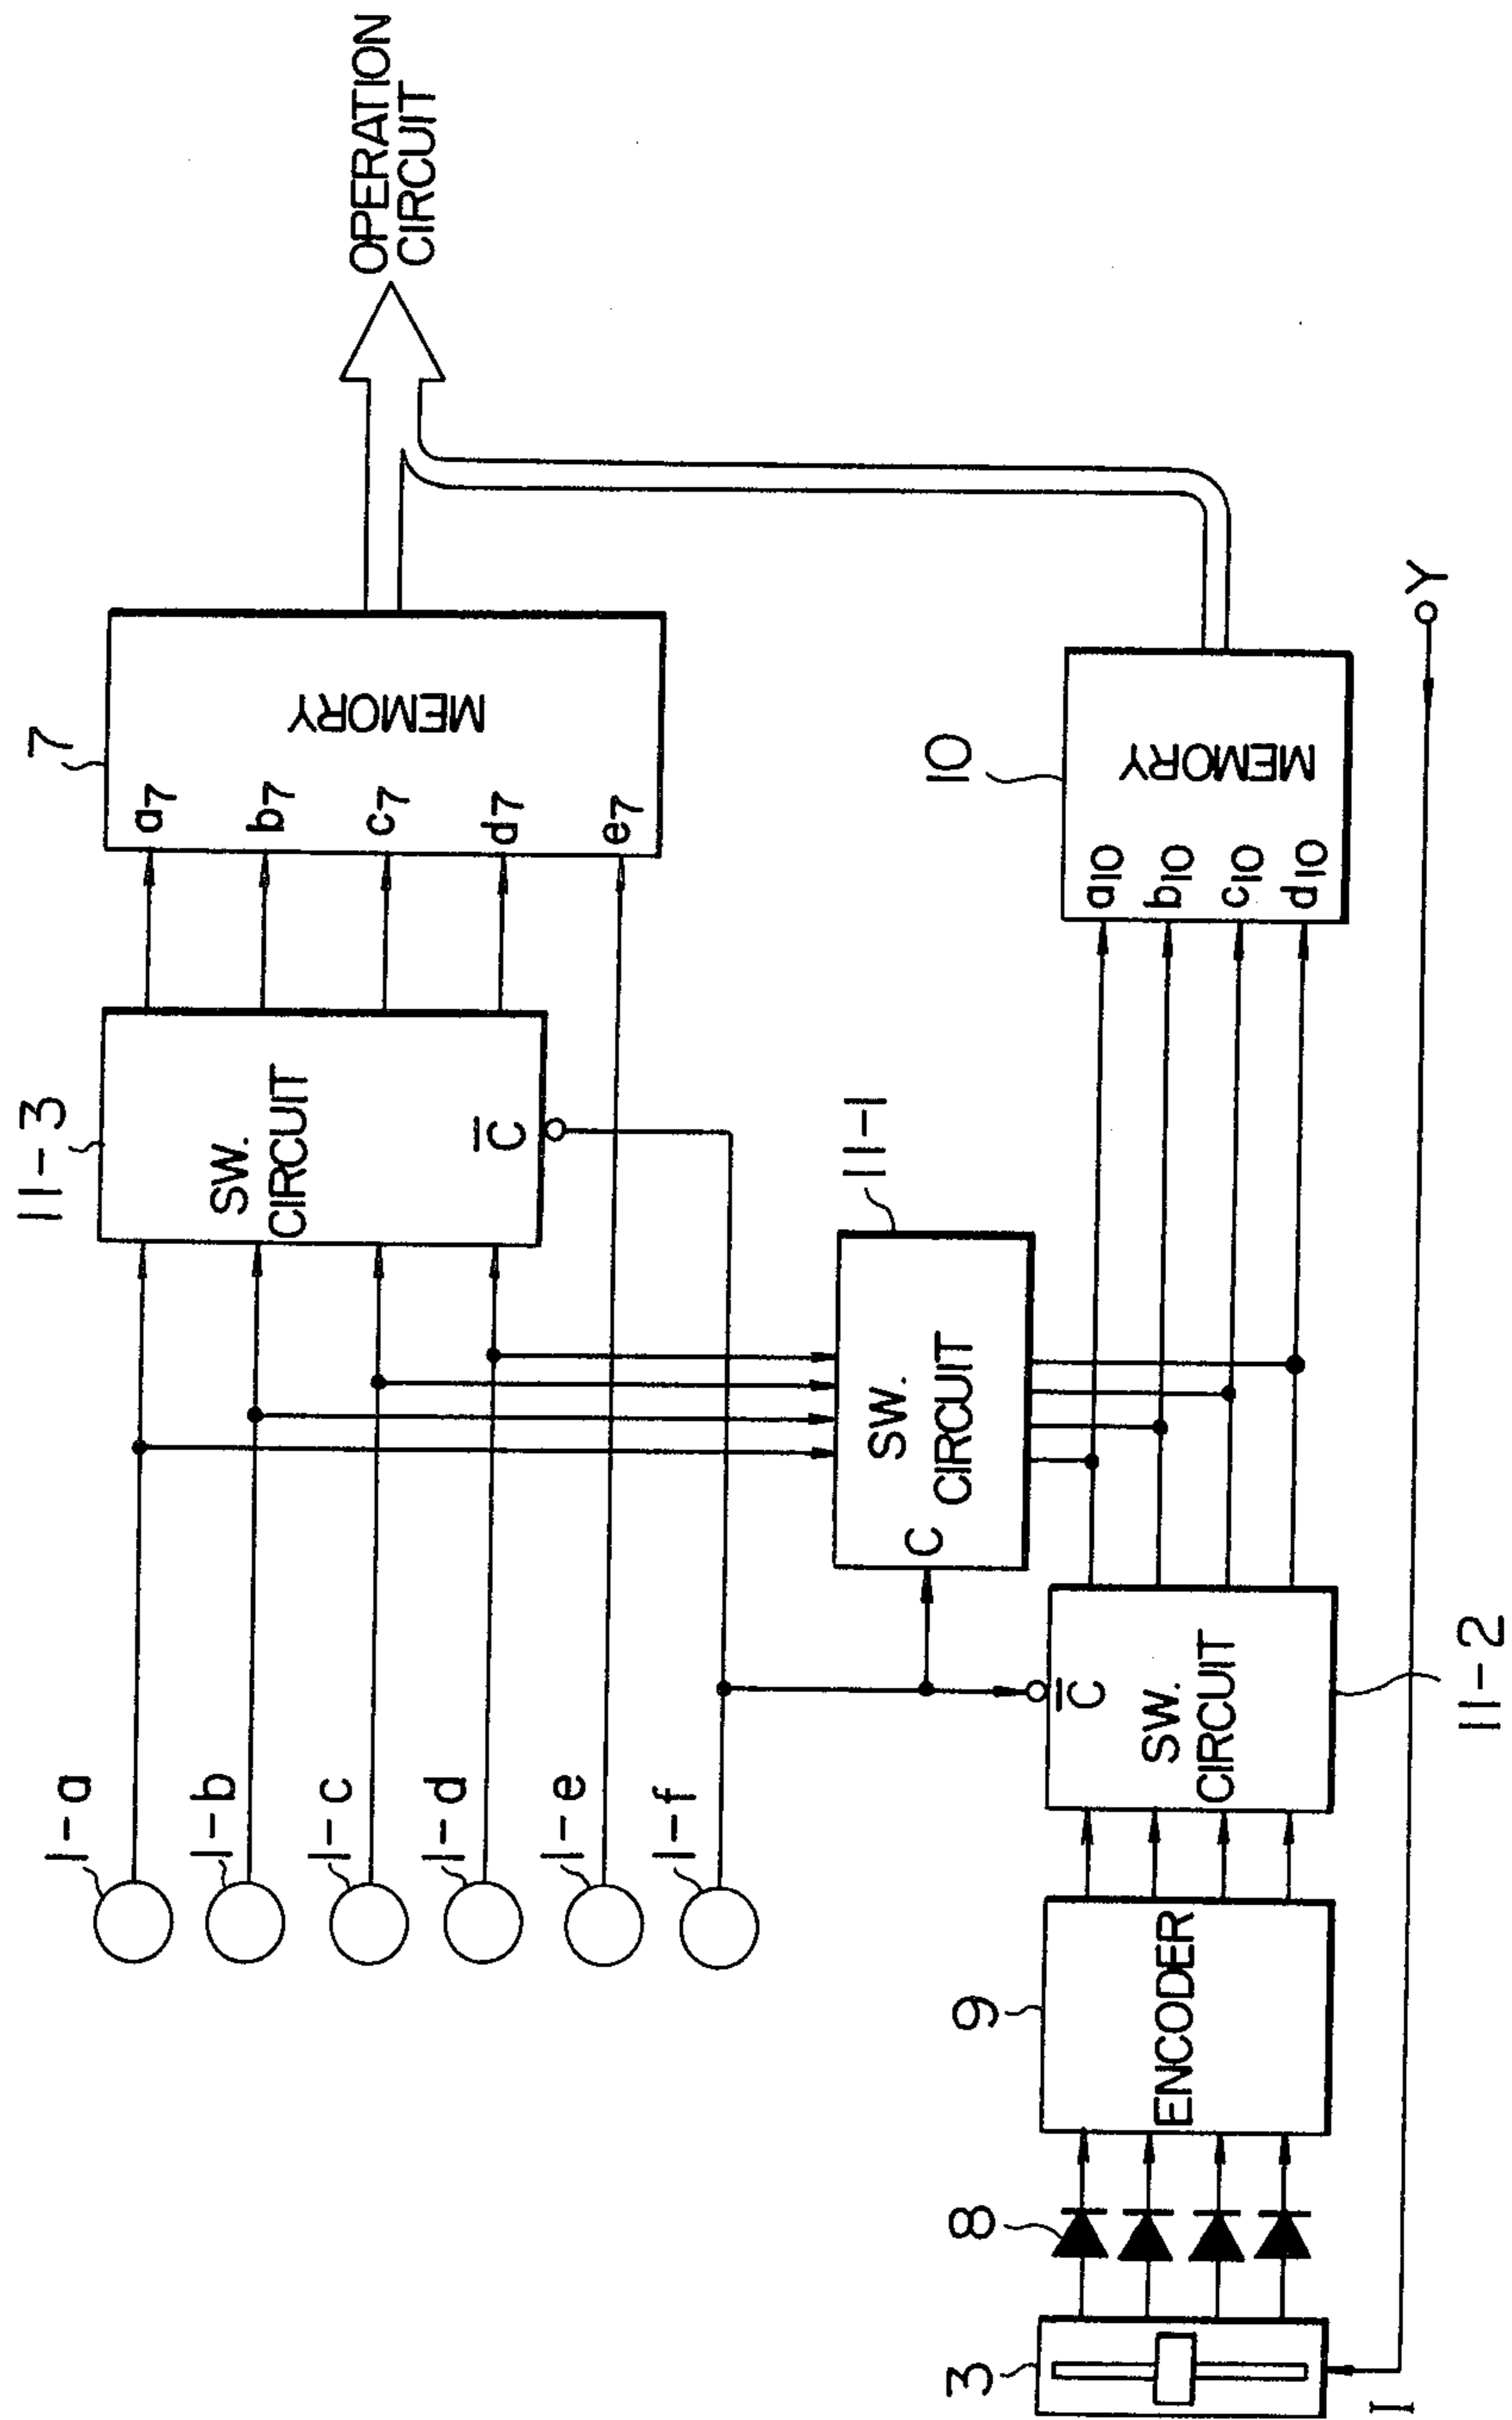 OPERATION
CIRCUIT
7
MEMORY
a7
b7
c7
d7
e7
10
MEMORY
a10
b10
c10
d10
Y
11-3
SW.
CIRCUIT
C̅
11-1
SW.
CIRCUIT
C
11-2
SW.
CIRCUIT
C̅
1-a
1-b
1-c
1-d
1-e
1-f
9
ENCODER
8
3
I